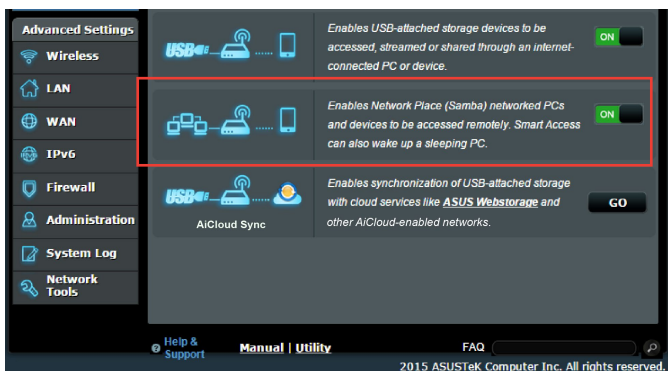 Advanced Settings
Wireless
LAN
WAN
IPv6
Firewall
Administration
System Log
Network
Tools
USB
Enables USB-attached storage devices to be
accessed, streamed or shared through an internet-
connected PC or device.
ON
Enables Network Place (Samba) networked PCs
and devices to be accessed remotely. Smart Access
can also wake up a sleeping PC.
ON
USB
AiCloud Sync
Enables synchronization of USB-attached storage
with cloud services like ASUS Webstorage and
other AiCloud-enabled networks.
GO
Help &
Support
Manual | Utility
FAQ
2015 ASUSTeK Computer Inc. All rights reserved.